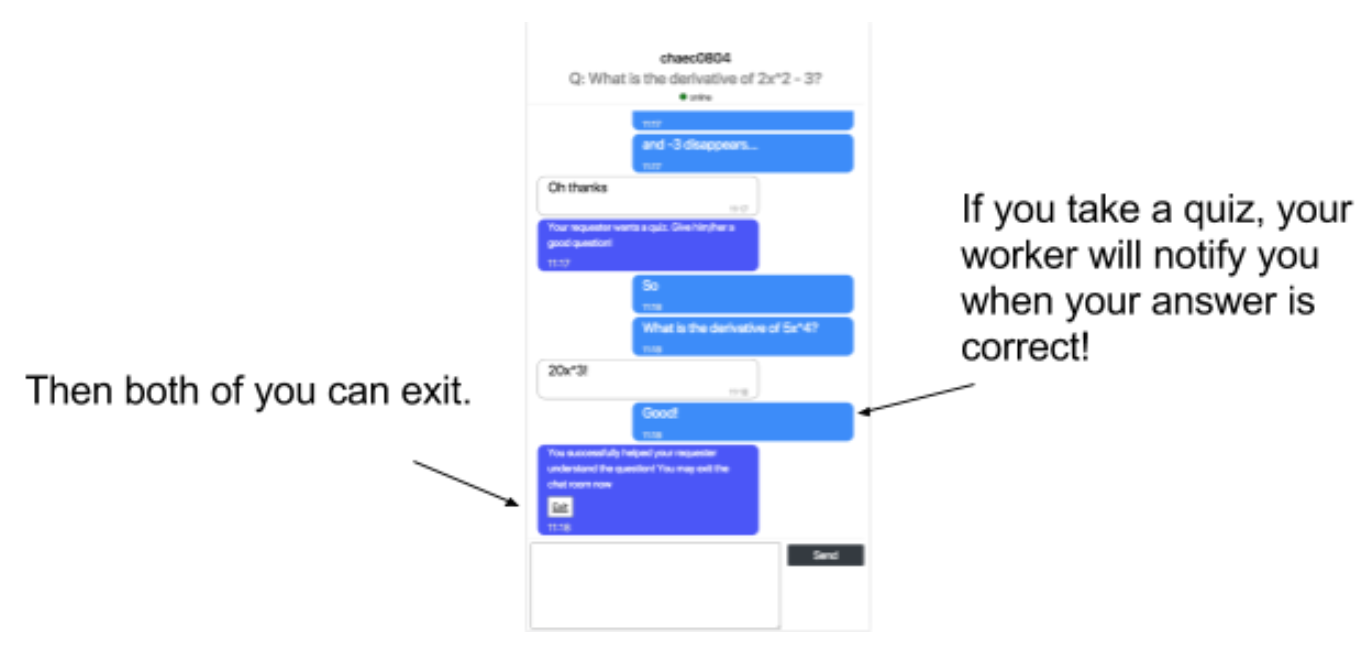 chaec0804
Q: What is the derivative of 2x^2 - 3?
online
11:17
and -3 disappears...
11:17
Oh thanks
11:17
Your requester wants a quiz. Give him/her a
good question!
11:17
So
11:18
What is the derivative of 5x^4?
11:18
20x^3!
11:18
Good!
11:18
You successfully helped your requester
understand the question! You may exit the
chat room now
Exit
11:18
Send
If you take a quiz, your
worker will notify you
when your answer is
correct!
Then both of you can exit.